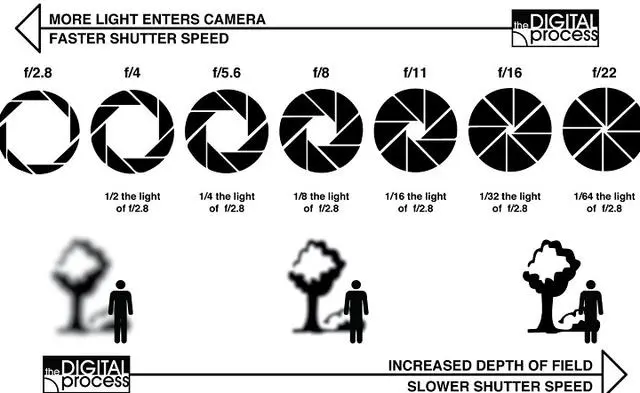 MORE LIGHT ENTERS CAMERA
FASTER SHUTTER SPEED
the DIGITAL
process
f/2.8 f/4 f/5.6 f/8 f/11 f/16 f/22
1/2 the light 1/4 the light 1/8 the light 1/16 the light 1/32 the light 1/64 the light
of f/2.8 of f/2.8 of f/2.8 of f/2.8 of f/2.8 of f/2.8
the DIGITAL
process
INCREASED DEPTH OF FIELD
SLOWER SHUTTER SPEED